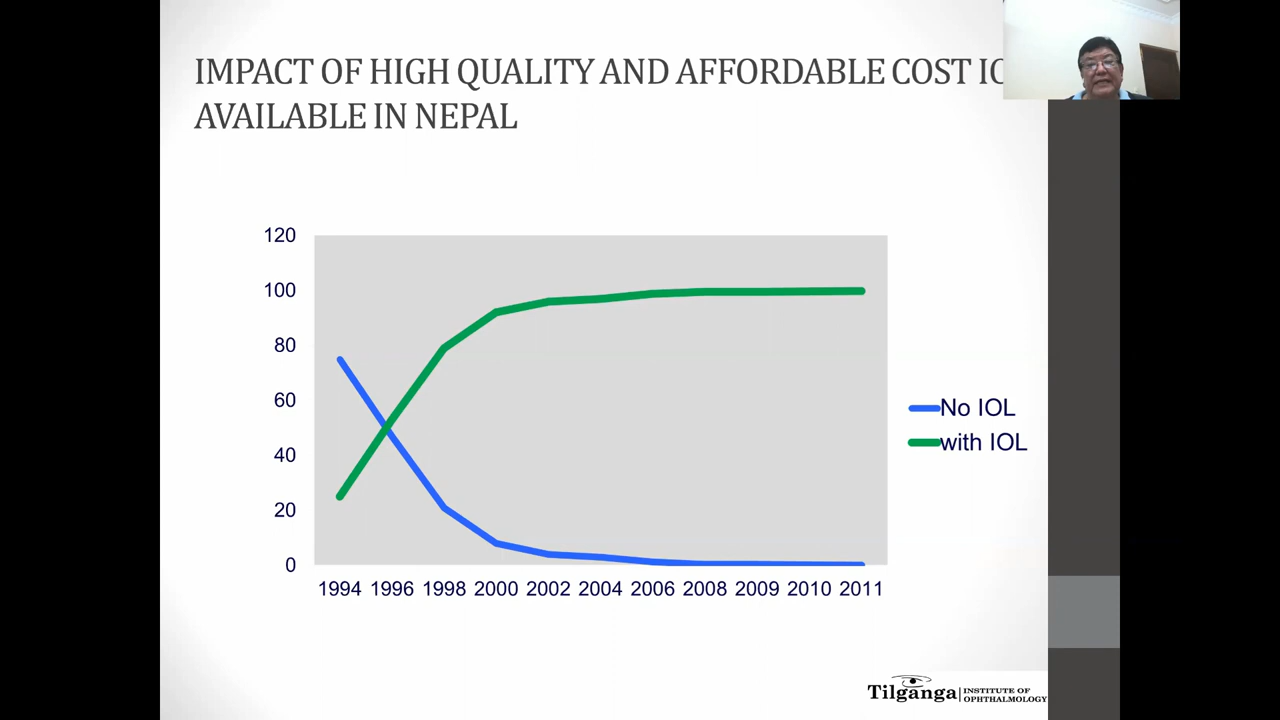 IMPACT OF HIGH QUALITY AND AFFORDABLE COST
AVAILABLE IN NEPAL
120
100
80
60
40
20
0
No IOL
with IOL
1994 1996 1998 2000 2002 2004 2006 2008 2009 2010 2011
Tilganga INSTITUTE OF
OPHTHALMOLOGY